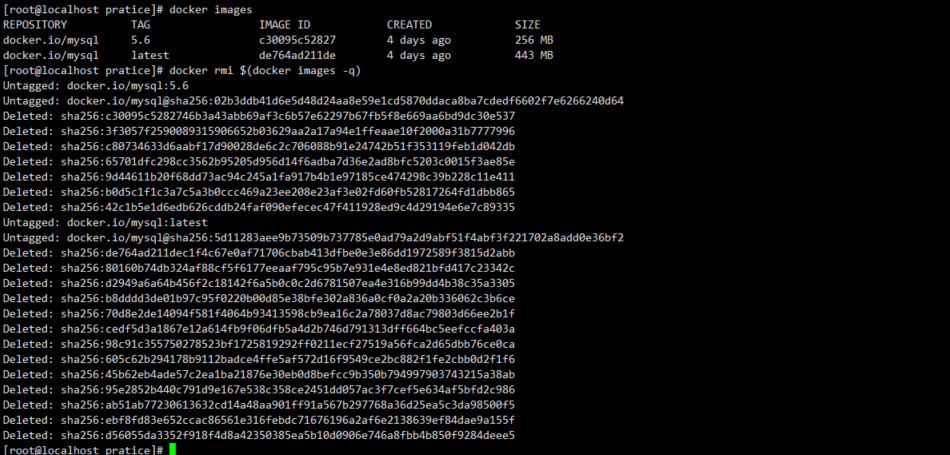 [root@localhost pratice]# docker images
REPOSITORY TAG IMAGE ID CREATED SIZE
docker.io/mysql 5.6 c30095c52827 4 days ago 256 MB
docker.io/mysql latest de764ad211de 4 days ago 443 MB
[root@localhost pratice]# docker rmi $(docker images -q)
Untagged: docker.io/mysql:5.6
Untagged: docker.io/mysql@sha256:02b3ddb41d6e5d48d24aa8e59e1cd5870ddaca8ba7cdedf6602f7e6266240d64
Deleted: sha256:c30095c5282746b3a43abb69af3c6b57e62297b67fb5f8e669aa6bd9dc30e537
Deleted: sha256:3f3057f2590089315906652b03629aa2a17a94e1ffeaae10f2000a31b7777996
Deleted: sha256:c80734633d6aabf17d90028de6c2c706088b91e24742b51f353119feb1d042db
Deleted: sha256:65701dfc298cc3562b95205d956d14f6adba7d36e2ad8bfc5203c0015f3ae85e
Deleted: sha256:9d44611b20f68dd73ac94c245a1fa917b4b1e97185ce474298c39b228c11e411
Deleted: sha256:b0d5c1f1c3a7c5a3b0ccc469a23ee208e23af3e02fd60fb52817264fd1dbb865
Deleted: sha256:42c1b5e1d6edb626cddb24faf090efecec47f411928ed9c4d29194e6e7c89335
Untagged: docker.io/mysql:latest
Untagged: docker.io/mysql@sha256:5d11283aee9b73509b737785e0ad79a2d9abf51f4abf3f221702a8add0e36bf2
Deleted: sha256:de764ad211dec1f4c67e0af71706cbab413dfbe0e3e86dd1972589f3815d2abb
Deleted: sha256:80160b74db324af88cf5f6177eeaaf795c95b7e931e4e8ed821bfd417c23342c
Deleted: sha256:d2949a6a64b456f2c18142f6a5b0c0c2d6781507ea4e316b99dd4b38c35a3305
Deleted: sha256:b8dddd3de01b97c95f0220b00d85e38bfe302a836a0cf0a2a20b336062c3b6ce
Deleted: sha256:70d8e2de14094f581f4064b93413598cb9ea16c2a78037d8ac79803d66ee2b1f
Deleted: sha256:cedf5d3a1867e12a614fb9f06dfb5a4d2b746d791313dff664bc5eefccfa403a
Deleted: sha256:98c91c355750278523bf1725819292ff0211ecf27519a56fca2d65dbb76ce0ca
Deleted: sha256:605c62b294178b9112badce4ffe5af572d16f9549ce2bc882f1fe2cbb0d2f1f6
Deleted: sha256:45b62eb4ade57c2ea1ba21876e30eb0d8befcc9b350b794997903743215a38ab
Deleted: sha256:95e2852b440c791d9e167e538c358ce2451dd057ac3f7cef5e634af5bfd2c986
Deleted: sha256:ab51ab77230613632cd14a48aa901ff91a567b297768a36d25ea5c3da98500f5
Deleted: sha256:ebf8fd83e652ccac86561e316febdc71676196a2af6e2138639ef84dae9a155f
Deleted: sha256:d56055da3352f918f4d8a42350385ea5b10d0906e746a8fbb4b850f9284deee5
[root@localhost pratice]#